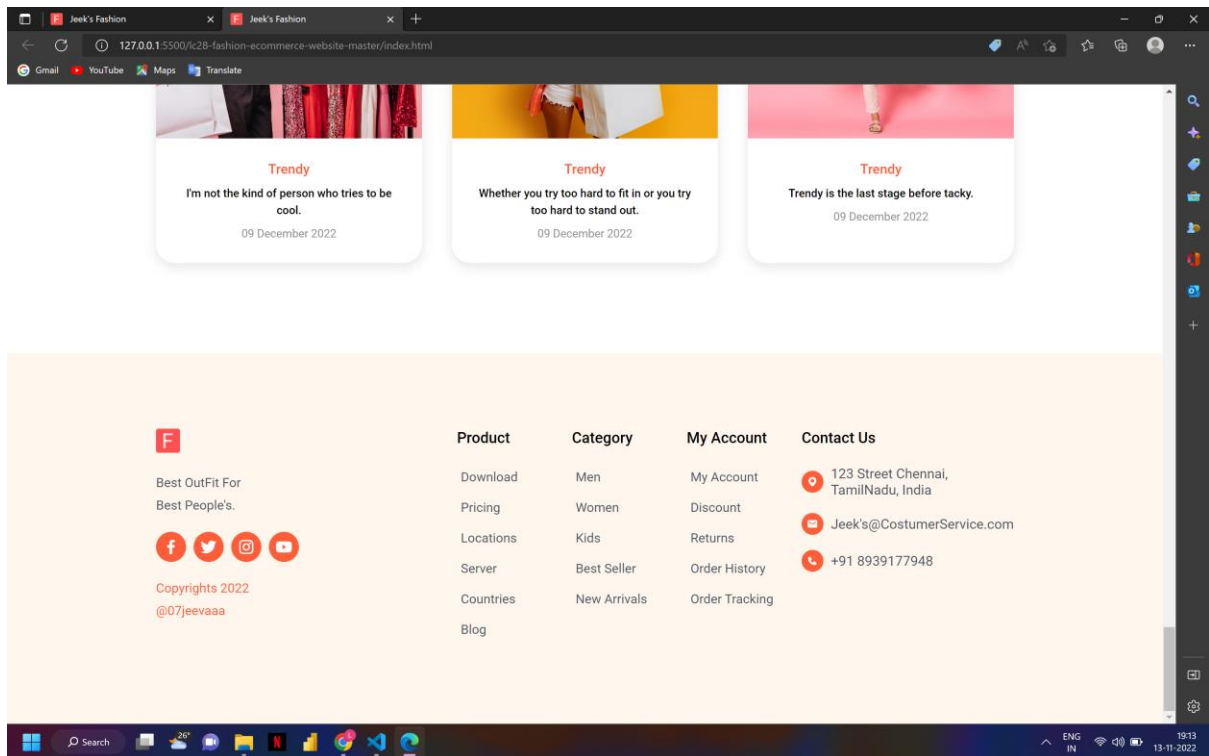 Jeek's Fashion
Jeek's Fashion
127.0.0.1:5500/lc28-fashion-ecommerce-website-master/index.html
Gmail YouTube Maps Translate
Trendy
I'm not the kind of person who tries to be
cool.
09 December 2022
Trendy
Whether you try too hard to fit in or you try
too hard to stand out.
09 December 2022
Trendy
Trendy is the last stage before tacky.
09 December 2022
F
Best OutFit For
Best People's.
Copyrights 2022
@07jeevaaa
Product
Download
Pricing
Locations
Server
Countries
Blog
Category
Men
Women
Kids
Best Seller
New Arrivals
My Account
My Account
Discount
Returns
Order History
Order Tracking
Contact Us
123 Street Chennai,
TamilNadu, India
Jeek's@CostumerService.com
+91 8939177948
Search
26°
ENG
IN
19:13
13-11-2022